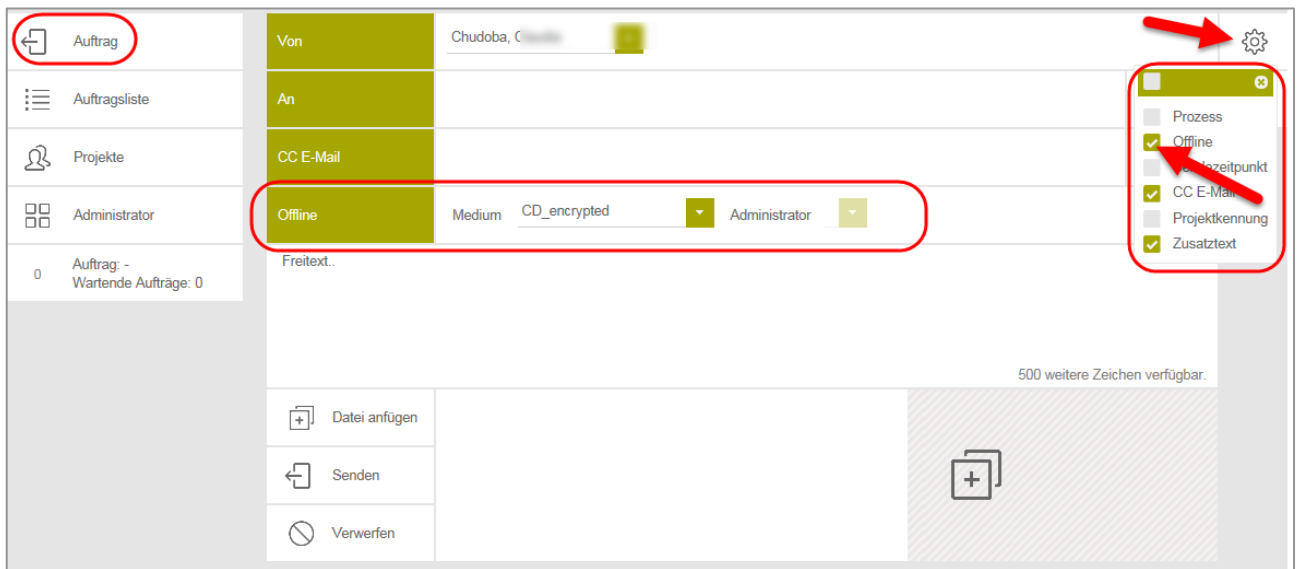 Auftrag
Auftragsliste
Projekte
Administrator
0
Auftrag: -
Wartende Aufträge: 0
Von
Chudoba,
An
CC E-Mail
Offline
Medium
CD_encrypted
Administrator
Freitext..
500 weitere Zeichen verfügbar.
Datei anfügen
Senden
Verwerfen
Prozess
Offline
CC E-Mail
Projektkennung
Zusatztext